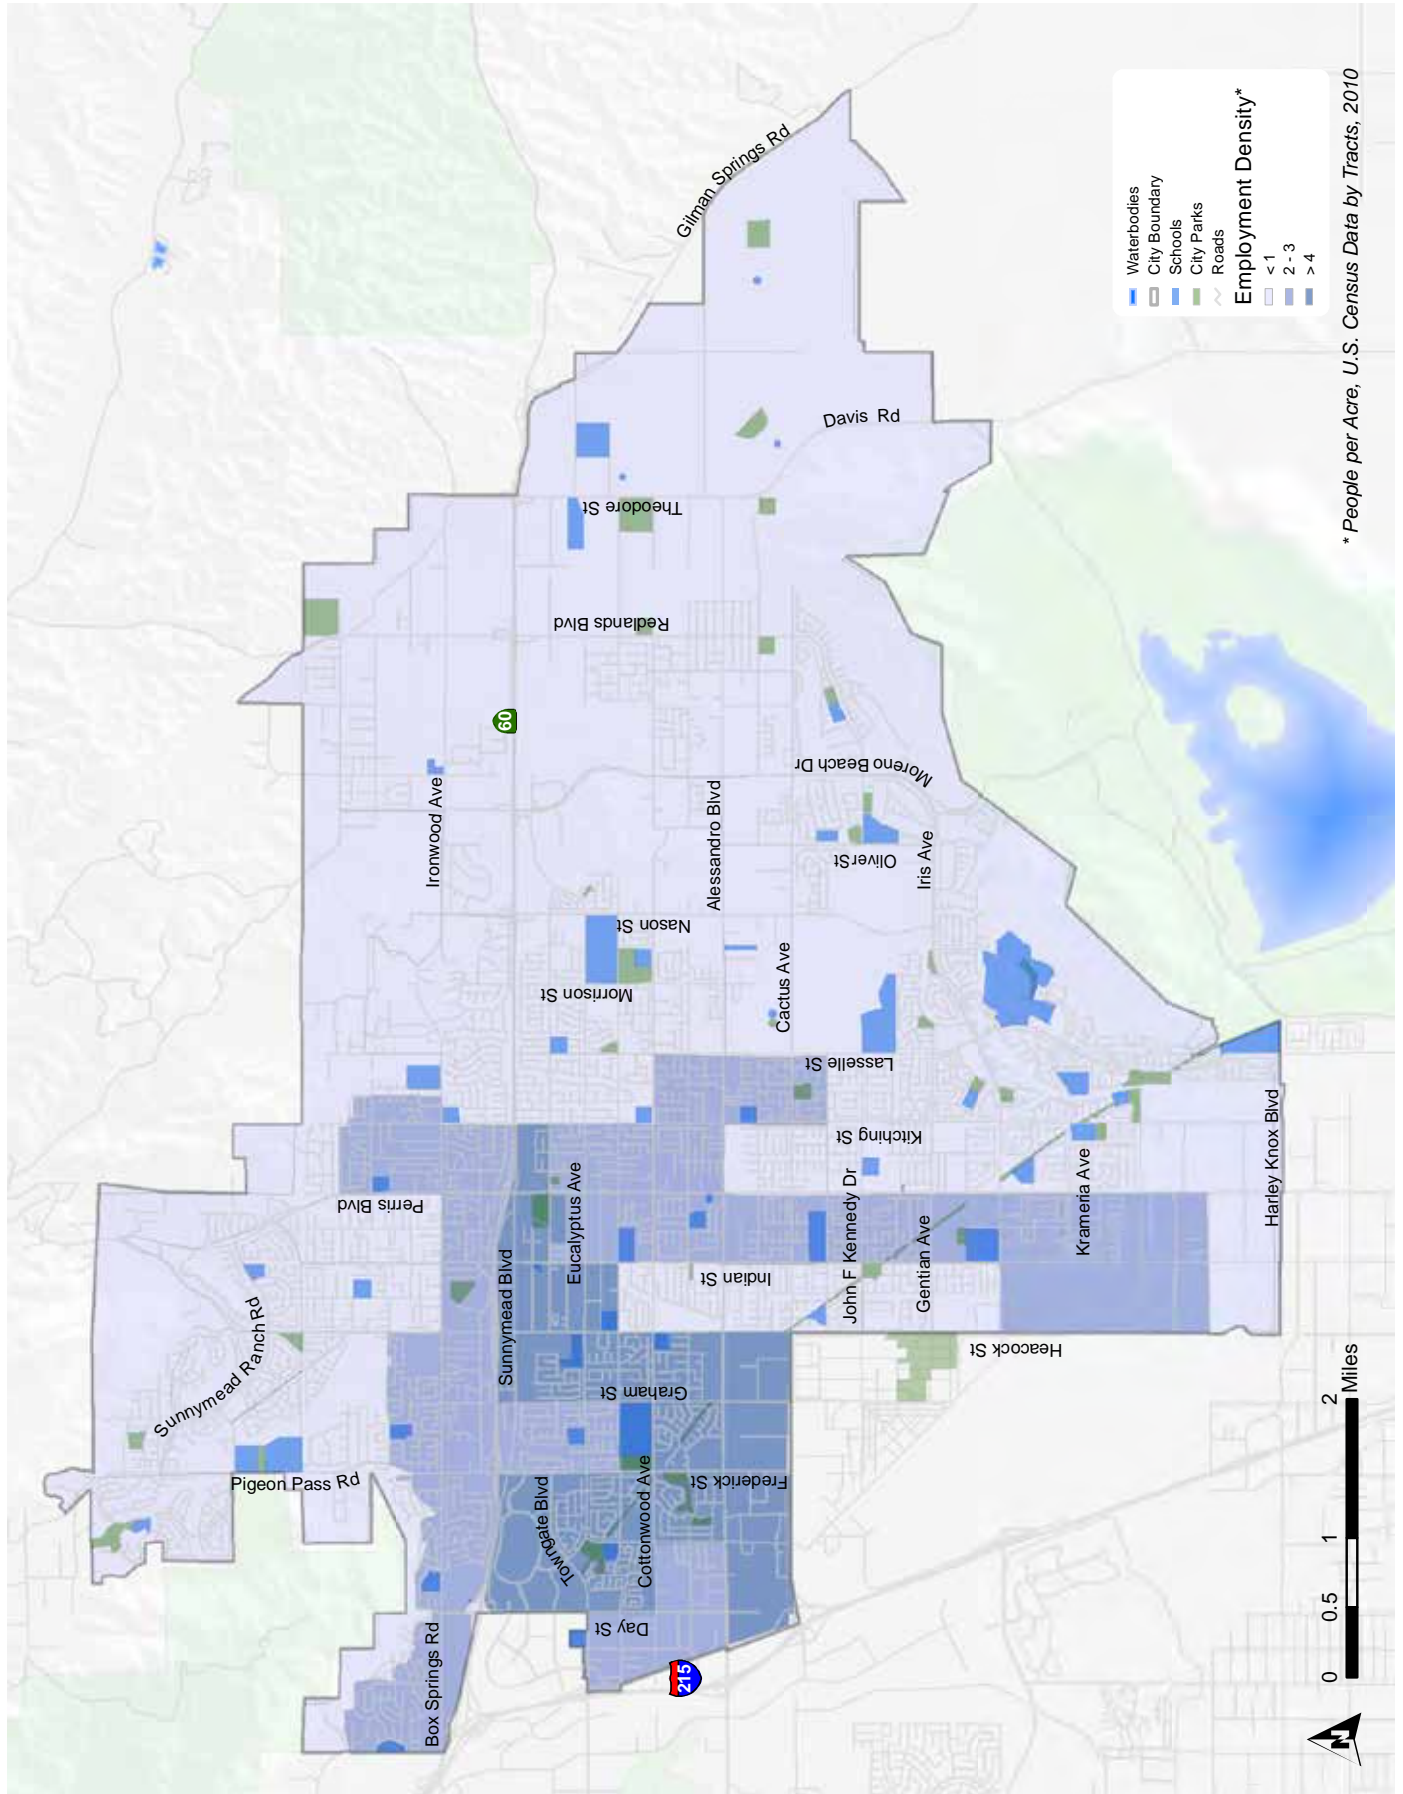 Gilman Springs Rd
Davis Rd
Theodore St
Redlands Blvd
60
Moreno Beach Dr
Ironwood Ave
Alessandro Blvd
Oliver St
Iris Ave
Nason St
Morrison St
Cactus Ave
Lasselle St
Kitching St
Perris Blvd
Eucalyptus Ave
Sunnymead Blvd
Indian St
John F Kennedy Dr
Gentian Ave
Krameria Ave
Harley Knox Blvd
Heacock St
Sunnymead Ranch Rd
Graham St
Pigeon Pass Rd
Towngate Blvd
Cottonwood Ave
Frederick St
Day St
Box Springs Rd
215
Waterbodies
City Boundary
Schools
City Parks
Roads
Employment Density*
< 1
2 - 3
> 4
* People per Acre, U.S. Census Data by Tracts, 2010
N
0 0.5 1 2
Miles